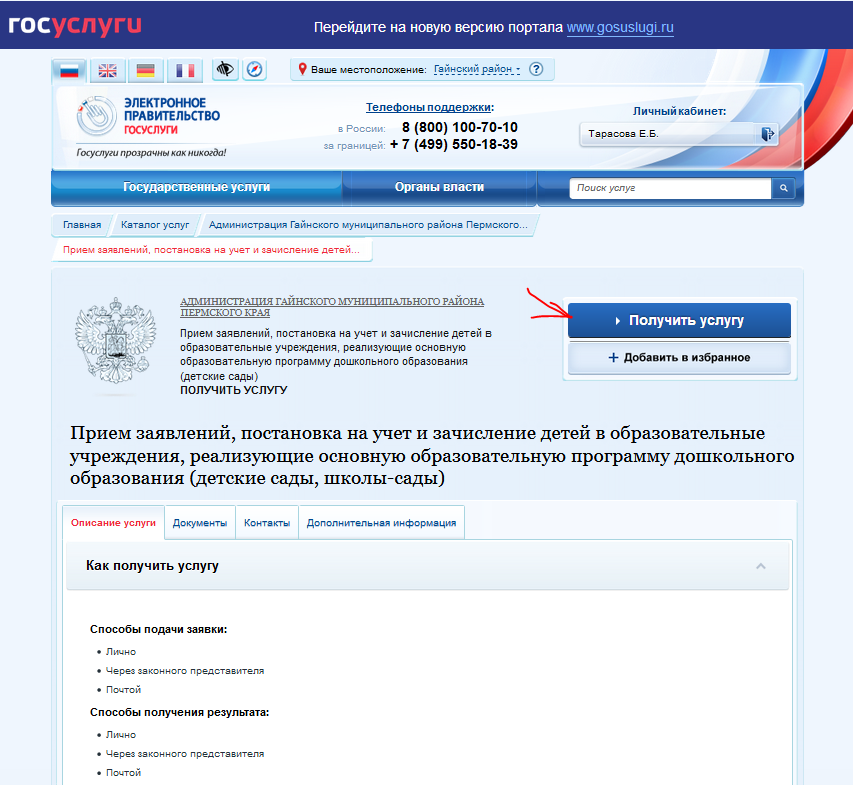 госуслуги
Перейдите на новую версию портала www.gosuslugi.ru
Ваше местоположение: Гайнский район ?
ЭЛЕКТРОННОЕ
ПРАВИТЕЛЬСТВО
ГОСУСЛУГИ
Госуслуги прозрачны как никогда!
Телефоны поддержки:
в России: 8 (800) 100-70-10
за границей: + 7 (499) 550-18-39
Личный кабинет:
Тарасова Е.Б.
Государственные услуги
Органы власти
Поиск услуг
Главная
Каталог услуг
Администрация Гайнского муниципального района Пермского...
Прием заявлений, постановка на учет и зачисление детей...
АДМИНИСТРАЦИЯ ГАЙНСКОГО МУНИЦИПАЛЬНОГО РАЙОНА
ПЕРМСКОГО КРАЯ
Прием заявлений, постановка на учет и зачисление детей в
образовательные учреждения, реализующие основную
образовательную программу дошкольного образования
(детские сады)
ПОЛУЧИТЬ УСЛУГУ
Получить услугу
+ Добавить в избранное
Прием заявлений, постановка на учет и зачисление детей в образовательные
учреждения, реализующие основную образовательную программу дошкольного
образования (детские сады, школы-сады)
Описание услуги
Документы
Контакты
Дополнительная информация
Как получить услугу
Способы подачи заявки:
• Лично
• Через законного представителя
• Почтой
Способы получения результата:
• Лично
• Через законного представителя
• Почтой